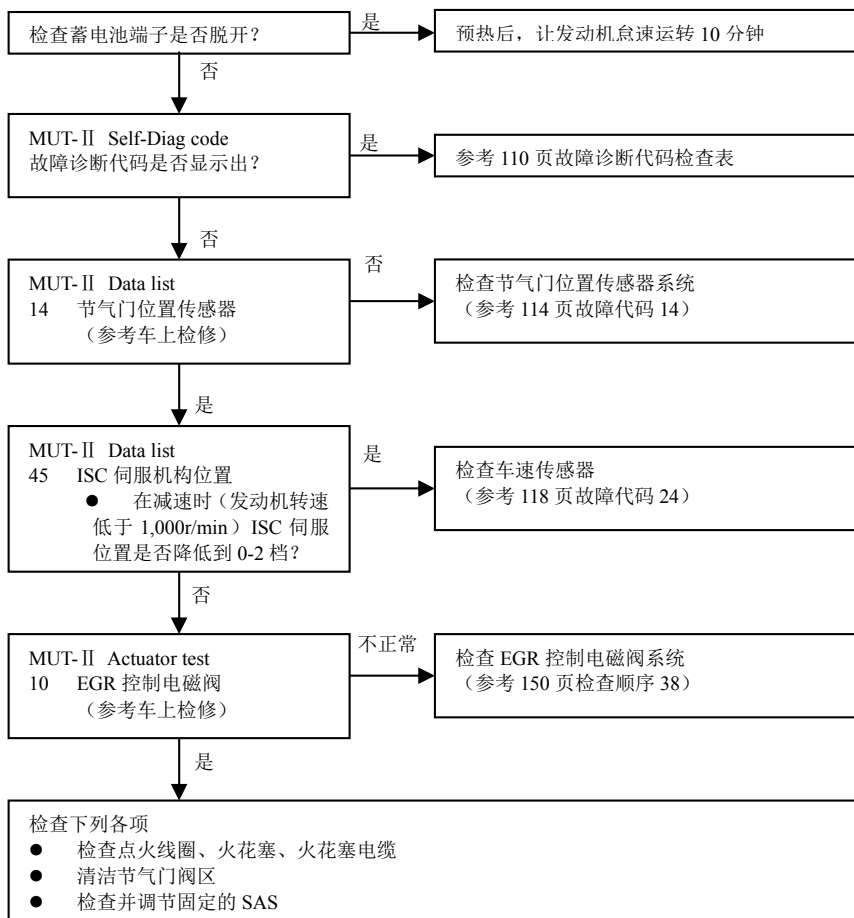 检查蓄电池端子是否脱开?
是
预热后，让发动机怠速运转 10 分钟
否
MUT-Ⅱ Self-Diag code
故障诊断代码是否显示出?
是
参考 110 页故障诊断代码检查表
否
MUT-Ⅱ Data list
14 节气门位置传感器
（参考车上检修）
否
检查节气门位置传感器系统
（参考 114 页故障代码 14）
是
MUT-Ⅱ Data list
45 ISC 伺服机构位置
● 在减速时（发动机转速
低于 1,000r/min）ISC 伺服
位置是否降低到 0-2 档?
是
检查车速传感器
（参考 118 页故障代码 24）
否
MUT-Ⅱ Actuator test
10 EGR 控制电磁阀
（参考车上检修）
不正常
检查 EGR 控制电磁阀系统
（参考 150 页检查顺序 38）
是
检查下列各项
● 检查点火线圈、火花塞、火花塞电缆
● 清洁节气门阀区
● 检查并调节固定的 SAS